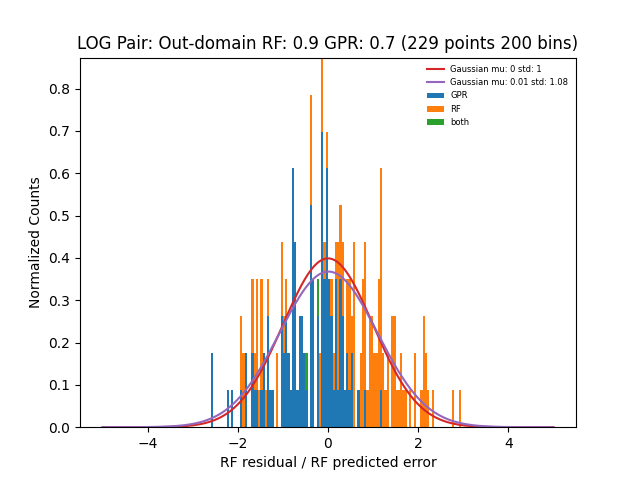 LOG Pair: Out-domain RF: 0.9 GPR: 0.7 (229 points 200 bins)
Gaussian mu: 0 std: 1
Gaussian mu: 0.01 std: 1.08
GPR
RF
both
Normalized Counts
0.8
0.7
0.6
0.5
0.4
0.3
0.2
0.1
0.0
−4
−2
0
2
4
RF residual / RF predicted error